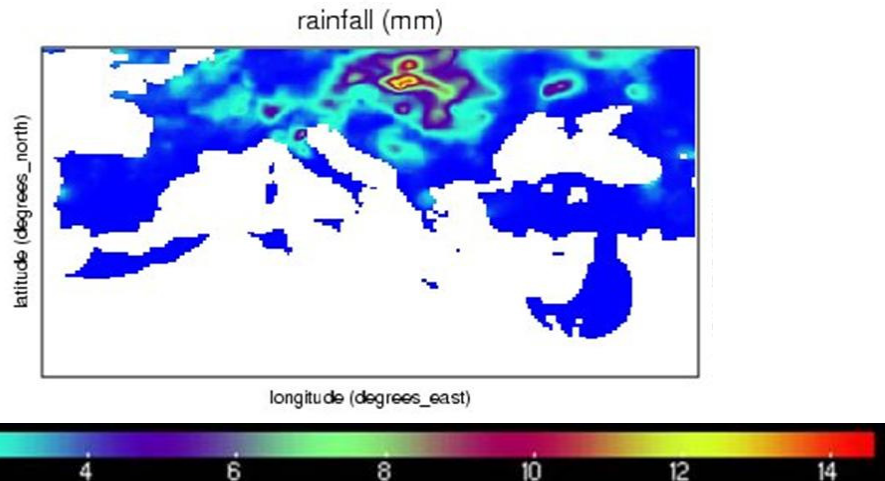 rainfall (mm)
latitude (degrees_north)
longitude (degrees_east)
4 6 8 10 12 14